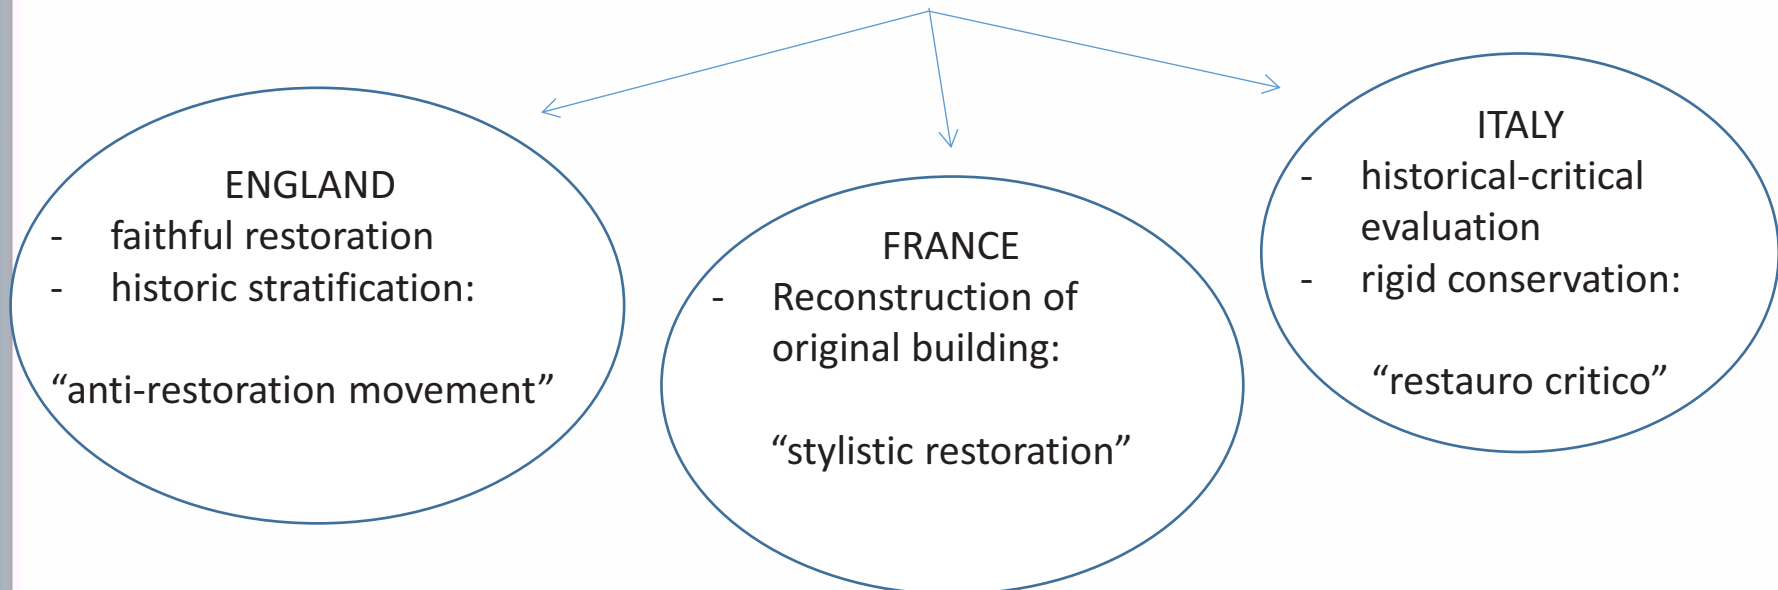 ENGLAND
- faithful restoration
- historic stratification:
“anti-restoration movement”
FRANCE
- Reconstruction of
original building:
“stylistic restoration”
ITALY
- historical-critical
evaluation
- rigid conservation:
“restauro critico”